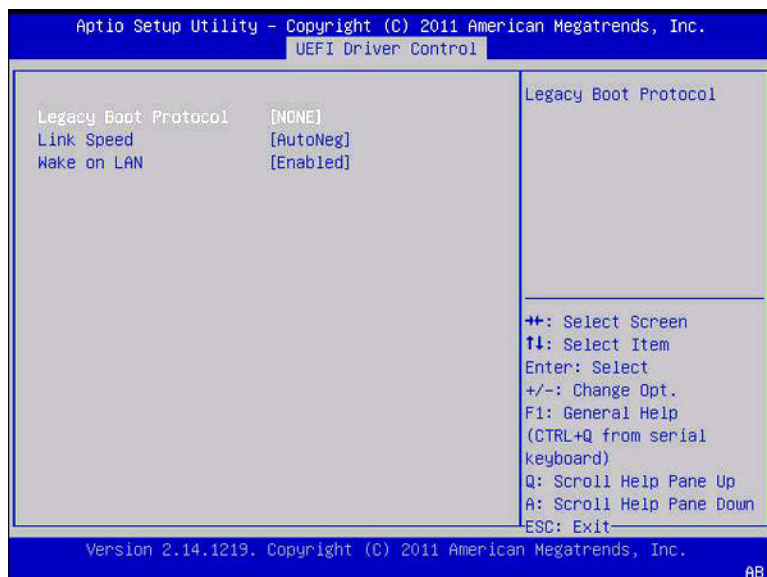 Aptio Setup Utility – Copyright (C) 2011 American Megatrends, Inc.
UEFI Driver Control
Legacy Boot Protocol [NONE]
Link Speed [AutoNeg]
Wake on LAN [Enabled]
Legacy Boot Protocol
→←: Select Screen
↑↓: Select Item
Enter: Select
+/-: Change Opt.
F1: General Help
(CTRL+Q from serial
keyboard)
Q: Scroll Help Pane Up
A: Scroll Help Pane Down
ESC: Exit
Version 2.14.1219. Copyright (C) 2011 American Megatrends, Inc.
AB